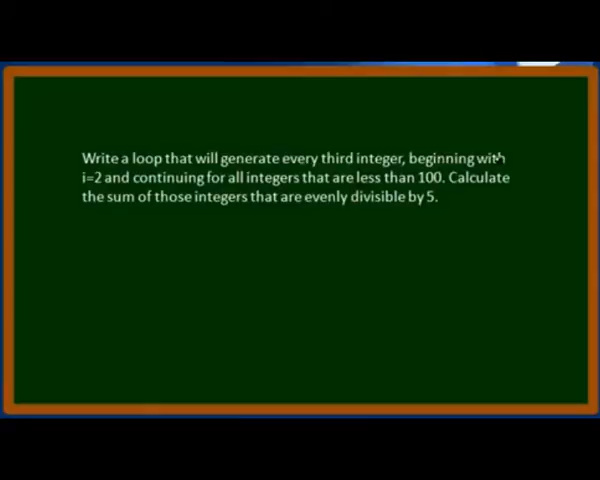 Write a loop that will generate every third integer, beginning with
i=2 and continuing for all integers that are less than 100. Calculate
the sum of those integers that are evenly divisible by 5.